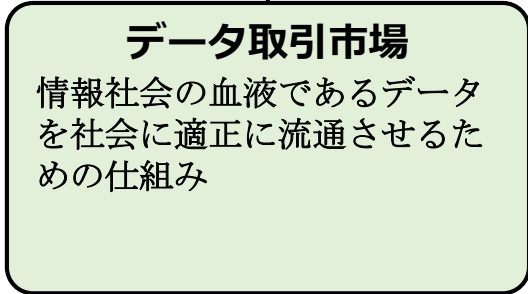 データ取引市場
情報社会の血液であるデータ
を社会に適正に流通させるた
めの仕組み